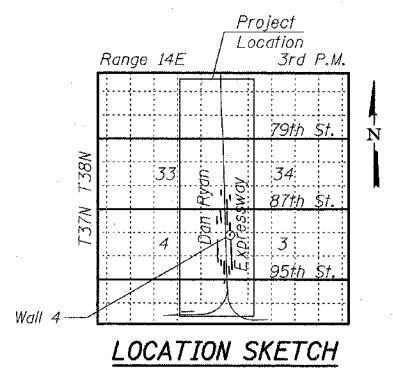 Project
Location
Range 14E 3rd P.M.
79th St.
T38N
33 34
87th St.
T37N
Dan Ryan
Expressway
4 3
95th St.
N
Wall 4
LOCATION SKETCH